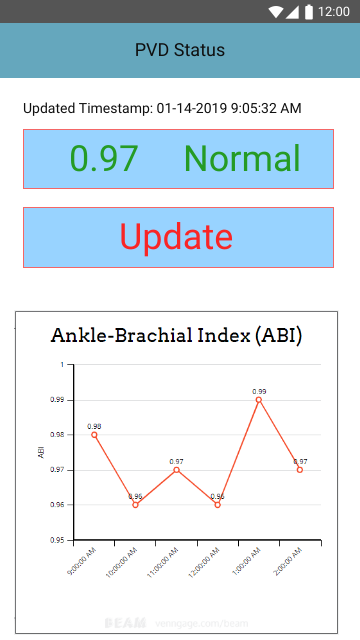 12:00
PVD Status
Updated Timestamp: 01-14-2019 9:05:32 AM
0.97 Normal
Update
Ankle-Brachial Index (ABI)
1
0.99
0.98
0.97
0.96
0.95
ABI
0.98
0.96
0.97
0.96
0.99
0.97
9:00:00 AM
10:00:00 AM
11:00:00 AM
12:00:00 AM
1:00:00 AM
2:00:00 AM
BEAM venngage.com/beam